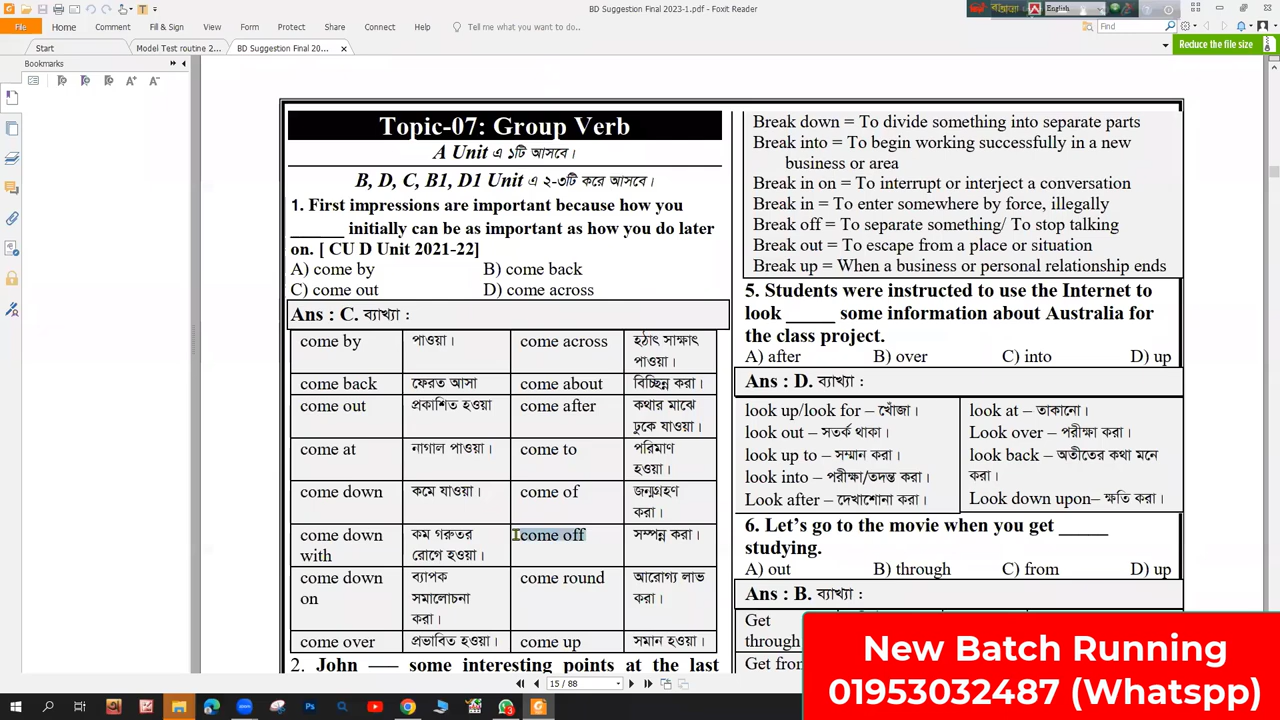 BD Suggestion Final 2023-1.pdf - Foxit Reader
English
File Home Comment Fill & Sign Form Protect Share Connect Help Tell me what you want to do... Find
Start Model Test routine 2... BD Suggestion Final 20... Reduce the file size
Bookmarks
Topic-07: Group Verb
A Unit এ ১টি আসবে।
B, D, C, B1, D1 Unit এ ২-৩টি করে আসবে।
1. First impressions are important because how you
______ initially can be as important as how you do later
on. [ CU D Unit 2021-22]
A) come by B) come back
C) come out D) come across
Ans : C. ব্যাখ্যা :
come by পাওয়া। come across হঠাৎ সাক্ষাৎ
পাওয়া।
come back ফেরত আসা come about বিচ্ছিন্ন করা।
come out প্রকাশিত হওয়া come after কথার মাঝে
ঢুকে যাওয়া।
come at নাগাল পাওয়া। come to পরিমাণ
হওয়া।
come down কমে যাওয়া। come of জন্মগ্রহণ
করা।
come down কম গরুতর come off সম্পন্ন করা।
with রোগে হওয়া।
come down ব্যাপক come round আরোগ্য লাভ
on সমালোচনা করা।
করা।
come over প্রভাবিত হওয়া। come up সমান হওয়া।
2. John —– some interesting points at the last
Break down = To divide something into separate parts
Break into = To begin working successfully in a new
business or area
Break in on = To interrupt or interject a conversation
Break in = To enter somewhere by force, illegally
Break off = To separate something/ To stop talking
Break out = To escape from a place or situation
Break up = When a business or personal relationship ends
5. Students were instructed to use the Internet to
look _____ some information about Australia for
the class project.
A) after B) over C) into D) up
Ans : D. ব্যাখ্যা :
look up/look for – খোঁজা। look at – তাকানো।
look out – সতর্ক থাকা। Look over – পরীক্ষা করা।
look up to – সম্মান করা। look back – অতীতের কথা মনে
করা।
look into – পরীক্ষা/তদন্ত করা।
Look after – দেখাশোনা করা। Look down upon– ক্ষতি করা।
6. Let's go to the movie when you get ______
studying.
A) out B) through C) from D) up
Ans : B. ব্যাখ্যা :
Get
through
Get from
New Batch Running
01953032487 (Whatspp)
15 / 88